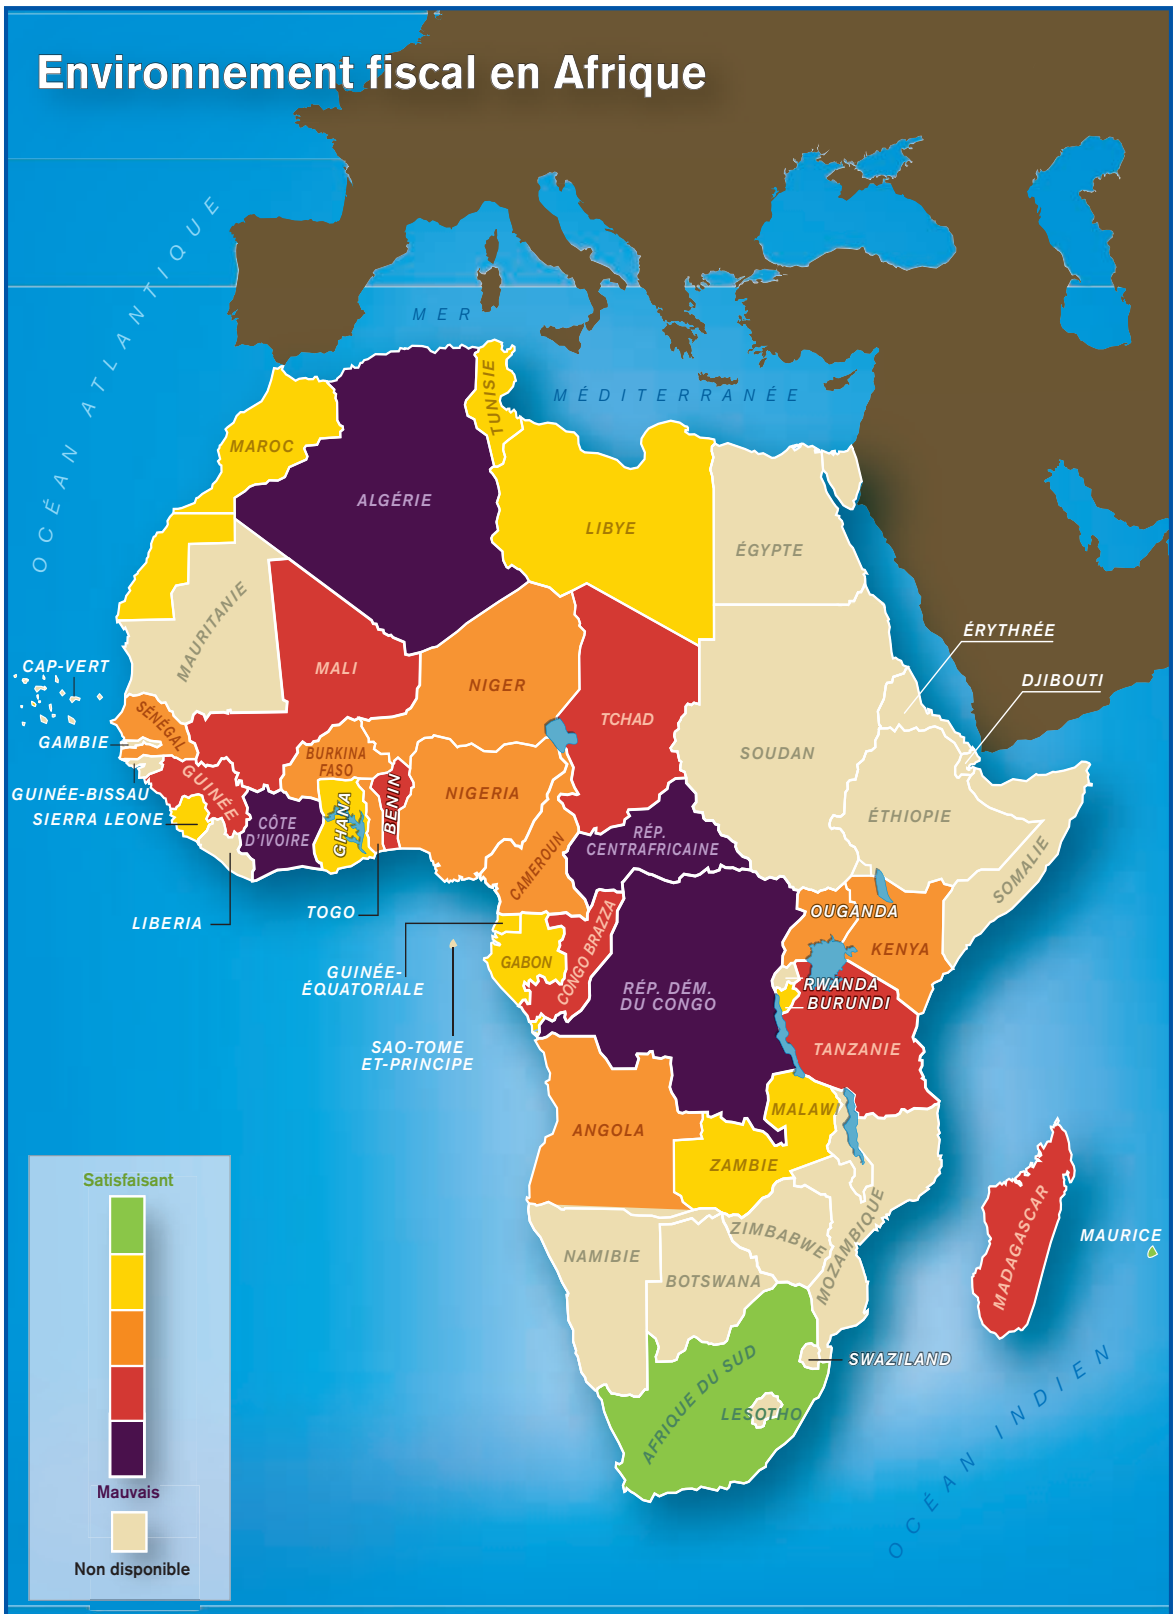 Environnement fiscal en Afrique
OCÉAN ATLANTIQUE
MER
MÉDITERRANÉE
TUNISIE
MAROC
ALGÉRIE
LIBYE
ÉGYPTE
MAURITANIE
ÉRYTHRÉE
CAP-VERT
MALI
NIGER
DJIBOUTI
SÉNÉGAL
TCHAD
GAMBIE
BURKINA
FASO
SOUDAN
GUINÉE
GUINÉE-BISSAU
BENIN
NIGERIA
SIERRA LEONE
CÔTE
D'IVOIRE
GHANA
RÉP.
CENTRAFRICAINE
ÉTHIOPIE
CAMEROUN
SOMALIE
LIBERIA
TOGO
OUGANDA
KENYA
CONGO BRAZZA
GABON
GUINÉE-
ÉQUATORIALE
RÉP. DÉM.
DU CONGO
RWANDA
BURUNDI
SAO-TOME
ET-PRINCIPE
TANZANIE
MALAWI
ANGOLA
ZAMBIE
MADAGASCAR
MAURICE
ZIMBABWE
MOZAMBIQUE
NAMIBIE
BOTSWANA
SWAZILAND
AFRIQUE DU SUD
LESOTHO
OCÉAN INDIEN
Satisfaisant
Mauvais
Non disponible